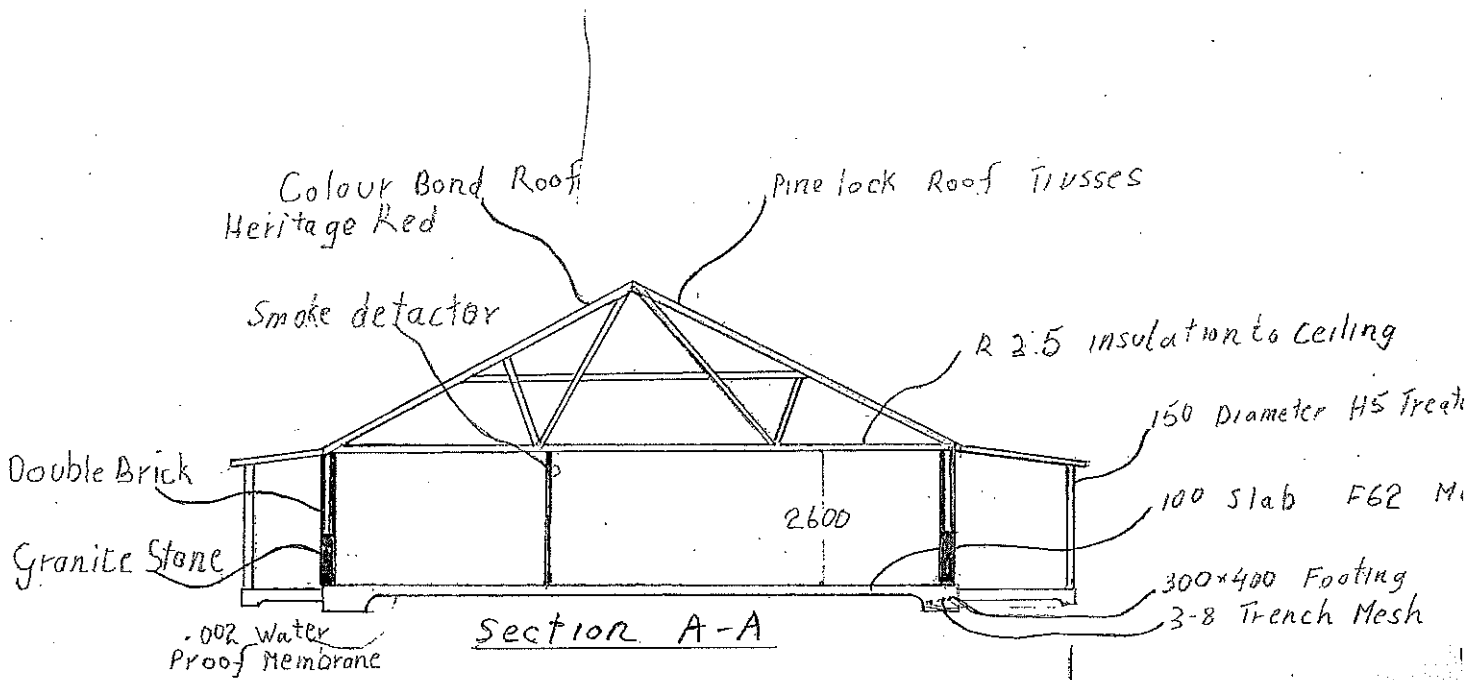 Colour Bond Roof
Heritage Red
Pine lock Roof Trusses
Smoke detactor
R 3.5 insulation to Ceiling
150 Diameter H5
Double Brick
100 Slab F62
2600
Granite Stone
300×400 Footing
3-8 Trench Mesh
.002 Water
Proof Membrane
Section A-A